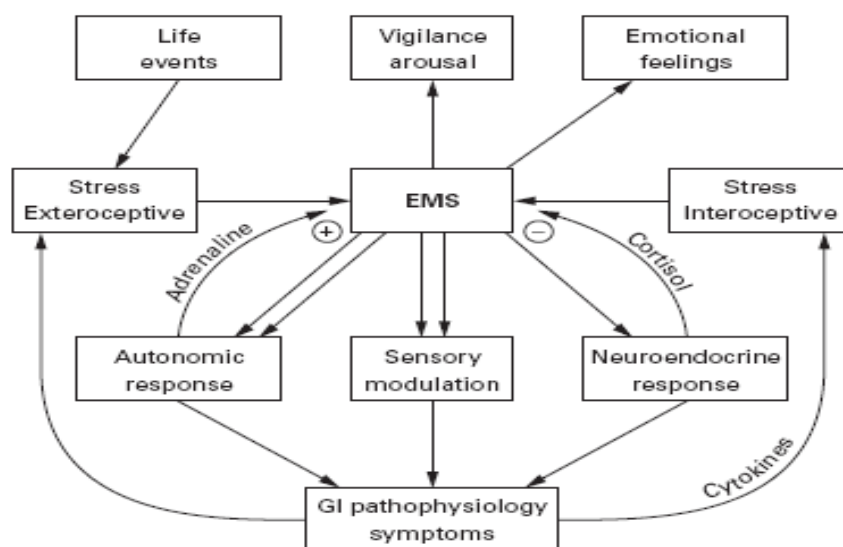 Life
events
Vigilance
arousal
Emotional
feelings
Stress
Exteroceptive
EMS
Stress
Interoceptive
Adrenaline
+
−
Cortisol
Autonomic
response
Sensory
modulation
Neuroendocrine
response
Cytokines
GI pathophysiology
symptoms